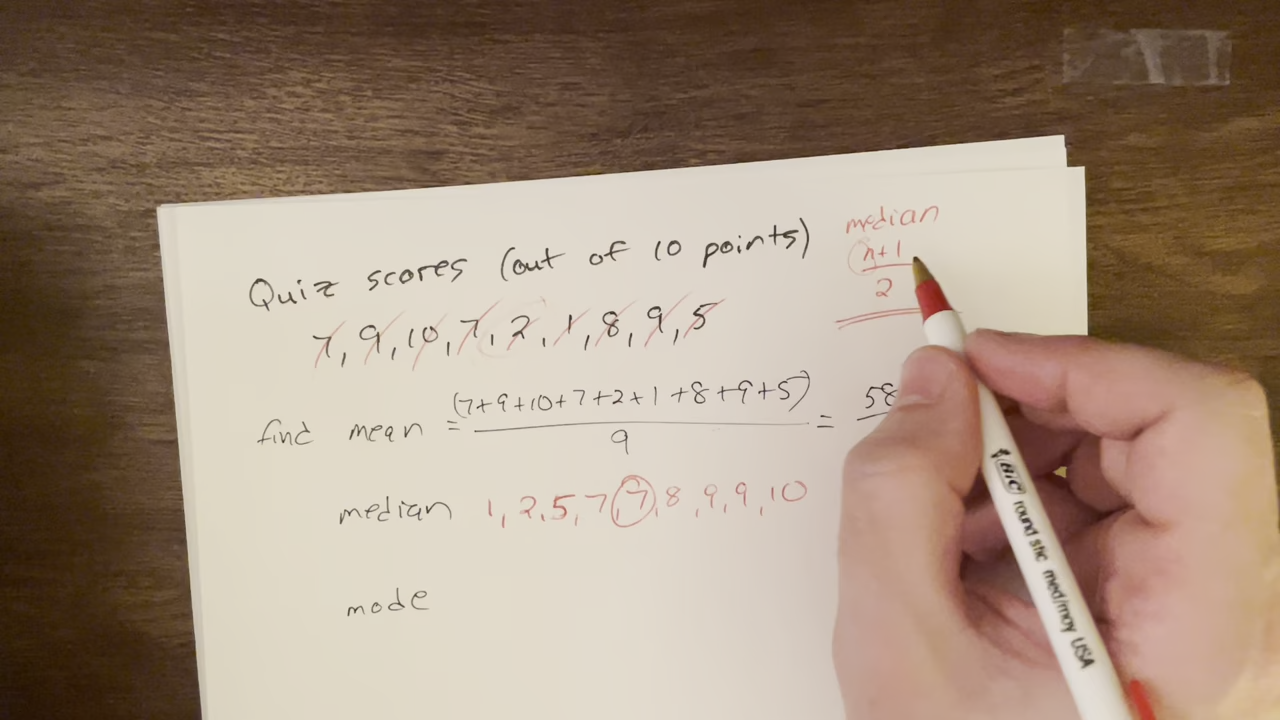 Quiz scores (out of 10 points)
median
n+1
2
7, 9, 10, 7, 2, 1, 8, 9, 5
find mean = (7+9+10+7+2+1+8+9+5) = 58
9
median 1, 2, 5, 7, 7, 8, 9, 9, 10
mode
BIC round stic med/moy USA